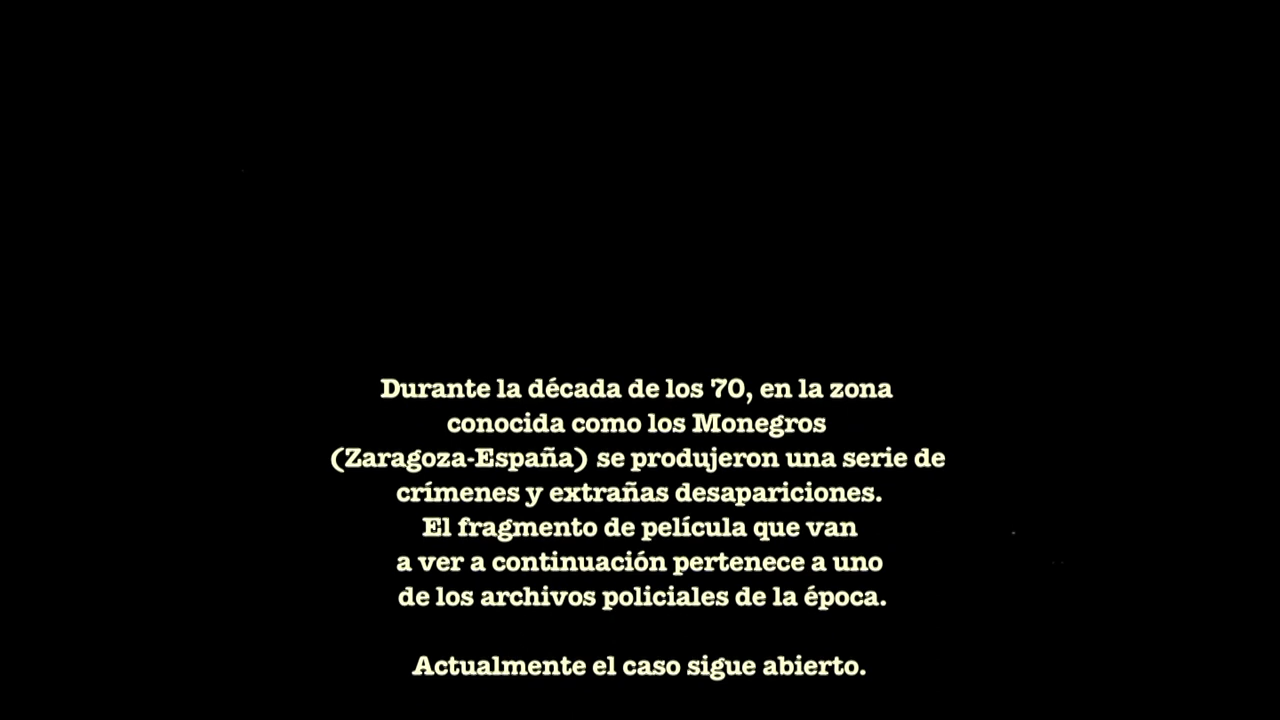 Durante la década de los 70, en la zona
conocida como los Monegros
(Zaragoza-España) se produjeron una serie de
crímenes y extrañas desapariciones.
El fragmento de película que van
a ver a continuación pertenece a uno
de los archivos policiales de la época.
Actualmente el caso sigue abierto.